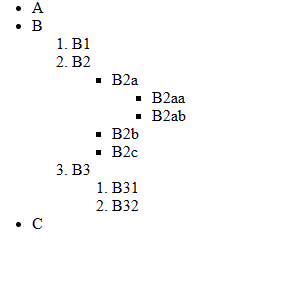 • A
• B
1. B1
2. B2
▪ B2a
▪ B2aa
▪ B2ab
▪ B2b
▪ B2c
3. B3
1. B31
2. B32
• C